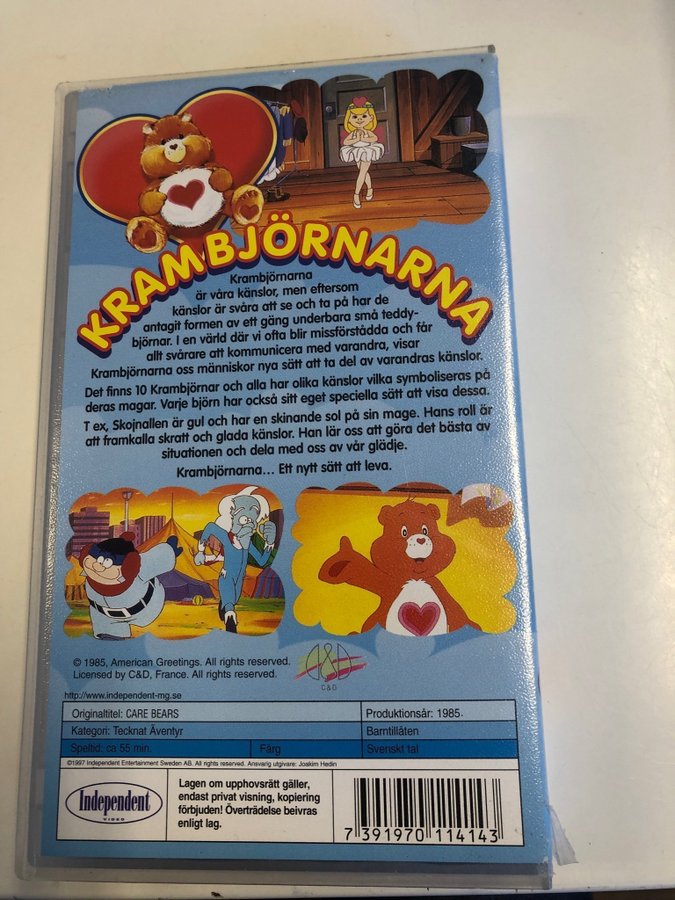 KRAMBJÖRNARNA
Krambjörnarna
är våra känslor, men eftersom
känslor är svåra att se och ta på har de
antagit formen av ett gäng underbara små teddy-
björnar. I en värld där vi ofta blir missförstådda och får
allt svårare att kommunicera med varandra, visar
Krambjörnarna oss människor nya sätt att ta del av varandras känslor.
Det finns 10 Krambjörnar och alla har olika känslor vilka symboliseras på
deras magar. Varje björn har också sitt eget speciella sätt att visa dessa.
T ex, Skojnallen är gul och har en skinande sol på sin mage. Hans roll är
att framkalla skratt och glada känslor. Han lär oss att göra det bästa av
situationen och dela med oss av vår glädje.
Krambjörnarna... Ett nytt sätt att leva.
© 1985, American Greetings. All rights reserved.
Licensed by C&D, France. All rights reserved.
C&D
C&D
http://www.independent-mg.se
Originaltitel: CARE BEARS
Produktionsår: 1985.
Kategori: Tecknat Äventyr
Barntillåten
Speltid: ca 55 min.
Färg
Svenskt tal
©1997 Independent Entertainment Sweden AB. All rights reserved. Ansvarig utgivare: Joakim Hedin
Independent
VIDEO
Lagen om upphovsrätt gäller,
endast privat visning, kopiering
förbjuden! Överträdelse beivras
enligt lag.
7 391970 114143